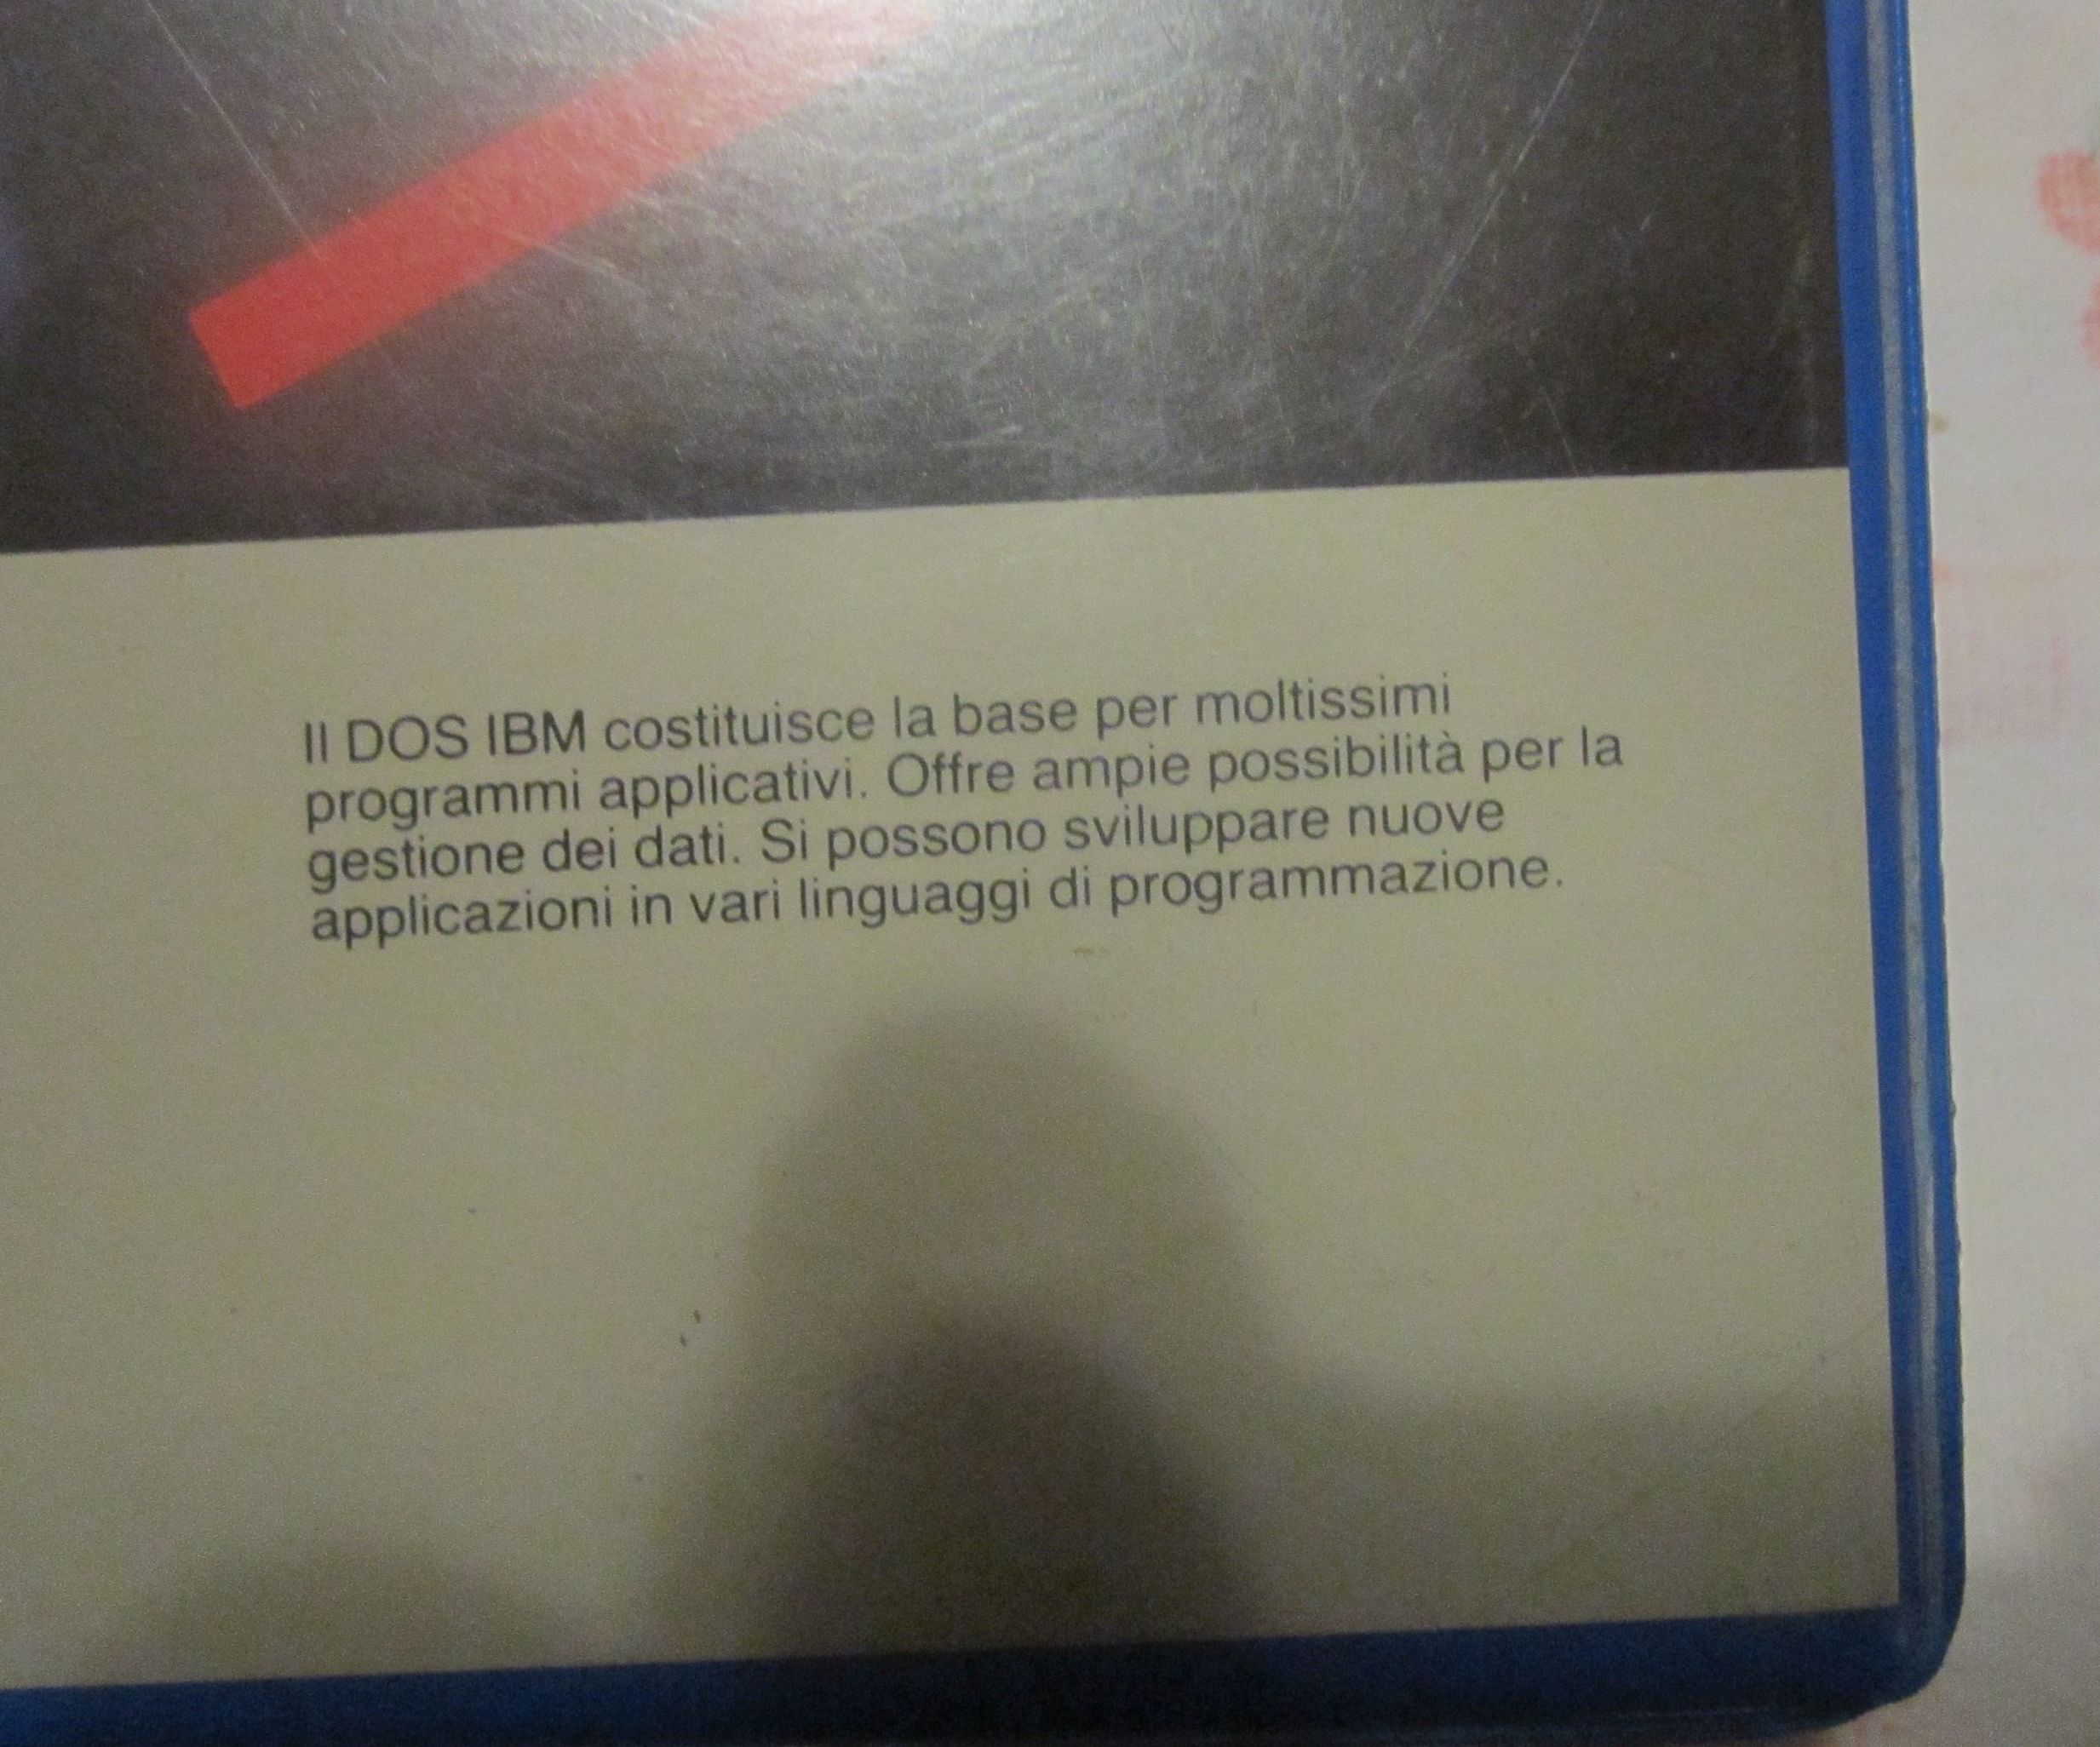 Il DOS IBM costituisce la base per moltissimi
programmi applicativi. Offre ampie possibilità per la
gestione dei dati. Si possono sviluppare nuove
applicazioni in vari linguaggi di programmazione.